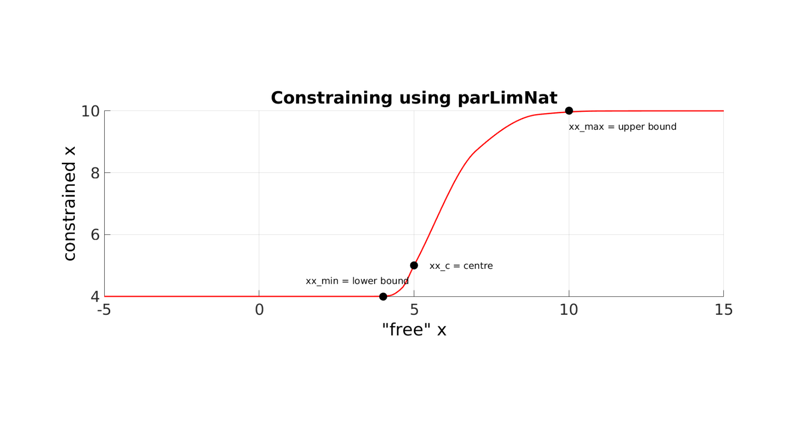 Constraining using parLimNat
10
xx_max = upper bound
8
constrained x
6
xx_c = centre
xx_min = lower bound
4
-5
0
5
10
15
"free" x